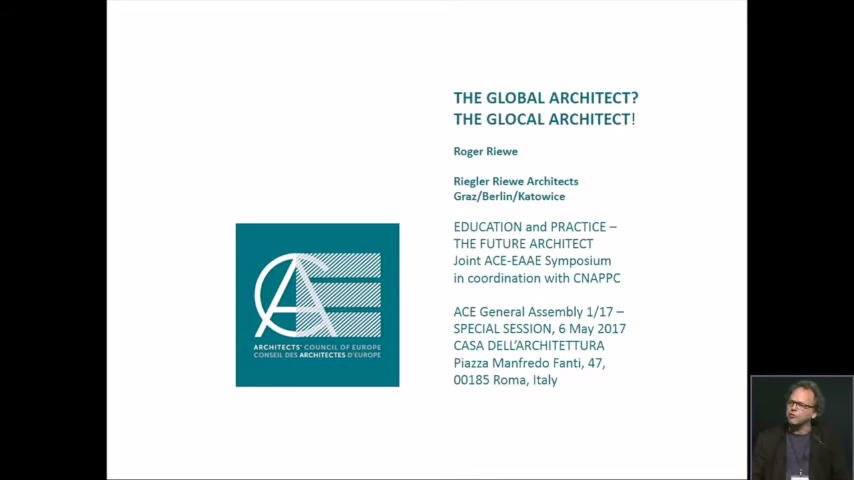 THE GLOBAL ARCHITECT?
THE GLOCAL ARCHITECT!
Roger Riewe
Riegler Riewe Architects
Graz/Berlin/Katowice
EDUCATION and PRACTICE –
THE FUTURE ARCHITECT
Joint ACE-EAAE Symposium
in coordination with CNAPPC
ACE General Assembly 1/17 –
SPECIAL SESSION, 6 May 2017
CASA DELL'ARCHITETTURA
Piazza Manfredo Fanti, 47,
00185 Roma, Italy
ACE
ARCHITECTS' COUNCIL OF EUROPE
CONSEIL DES ARCHITECTES D'EUROPE